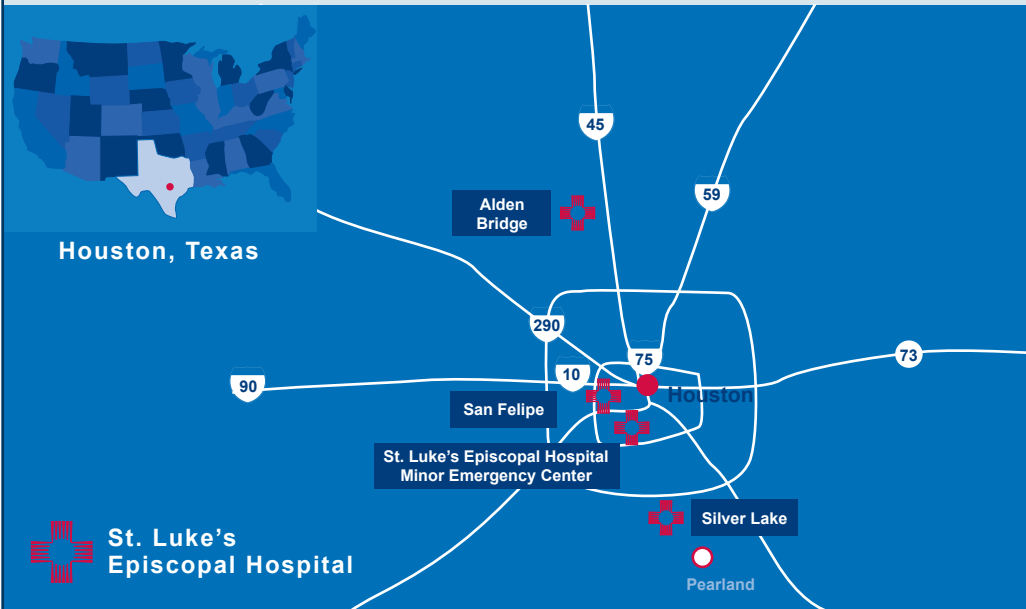 Houston, Texas
45
59
Alden
Bridge
290
75
73
10
90
Houston
San Felipe
St. Luke's Episcopal Hospital
Minor Emergency Center
Silver Lake
St. Luke's
Episcopal Hospital
Pearland